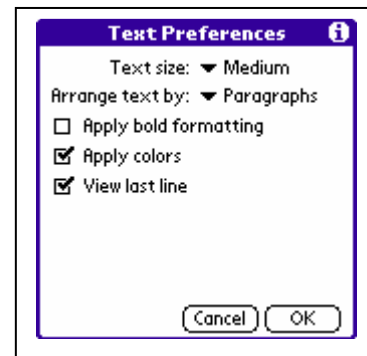 Text Preferences i
Text size: Medium
Arrange text by: Paragraphs
Apply bold formatting
Apply colors
View last line
Cancel OK